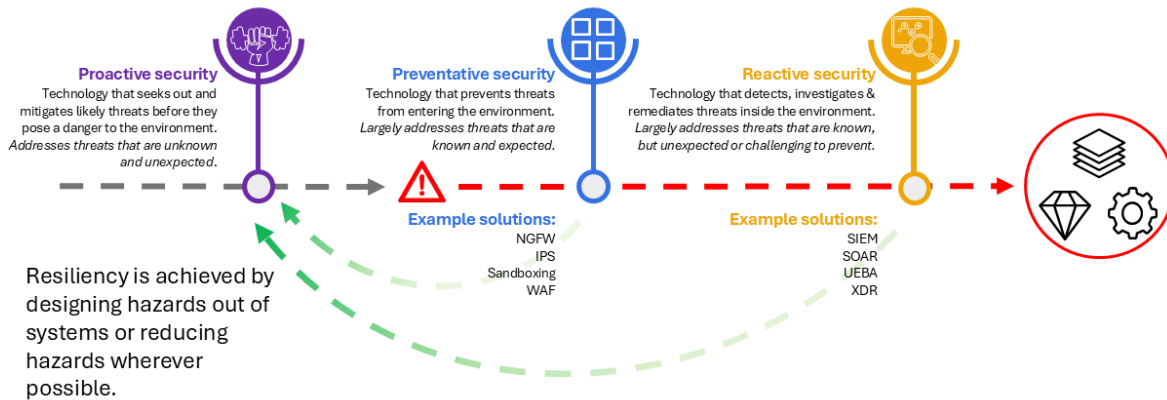 Proactive security
Technology that seeks out and
mitigates likely threats before they
pose a danger to the environment.
Addresses threats that are unknown
and unexpected.
Preventative security
Technology that prevents threats
from entering the environment.
Largely addresses threats that are
known and expected.
Reactive security
Technology that detects, investigates &
remediates threats inside the environment.
Largely addresses threats that are known,
but unexpected or challenging to prevent.
Example solutions:
NGFW
IPS
Sandboxing
WAF
Example solutions:
SIEM
SOAR
UEBA
XDR
Resiliency is achieved by
designing hazards out of
systems or reducing
hazards wherever
possible.